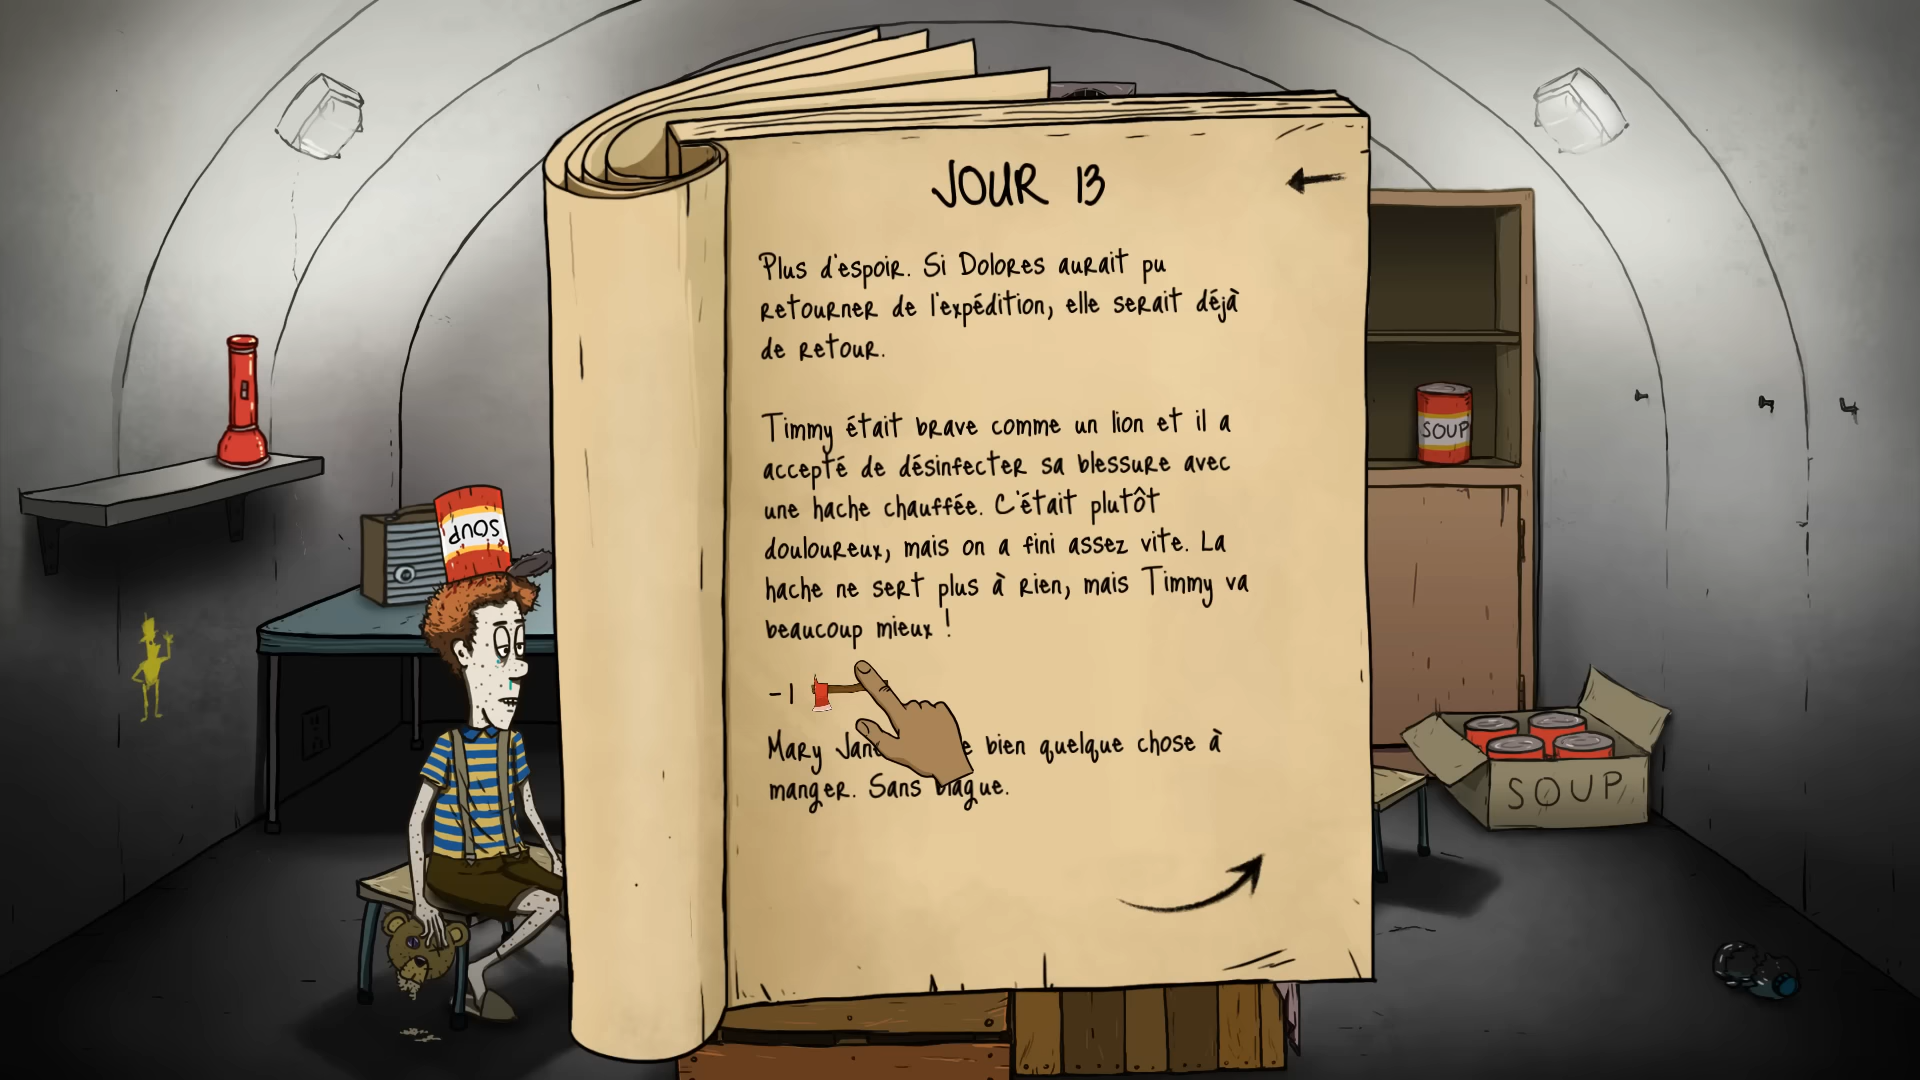 JOUR 13
Plus d'espoir. Si Dolores aurait pu
retourner de l'expédition, elle serait déjà
de retour.
Timmy était brave comme un lion et il a
accepté de désinfecter sa blessure avec
une hache chauffée. C'était plutôt
douloureux, mais on a fini assez vite. La
hache ne sert plus à rien, mais Timmy va
beaucoup mieux !
-1
Mary bien quelque chose à
manger. Sans blague.
SOUP
SOUP
SOUP